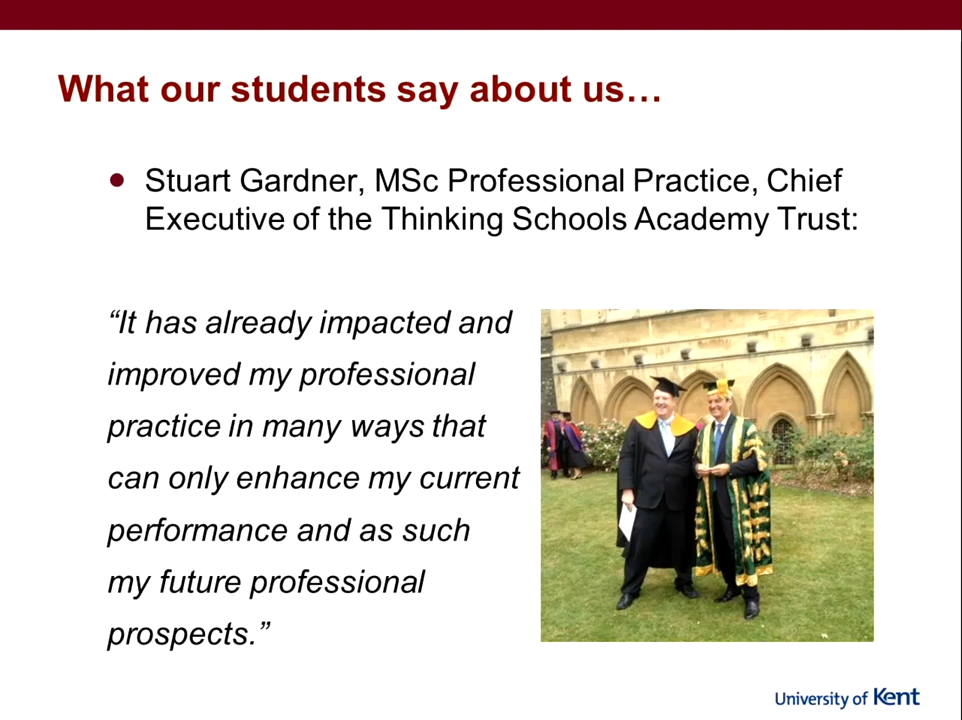 What our students say about us…
Stuart Gardner, MSc Professional Practice, Chief
Executive of the Thinking Schools Academy Trust:
“It has already impacted and
improved my professional
practice in many ways that
can only enhance my current
performance and as such
my future professional
prospects.”
University of Kent